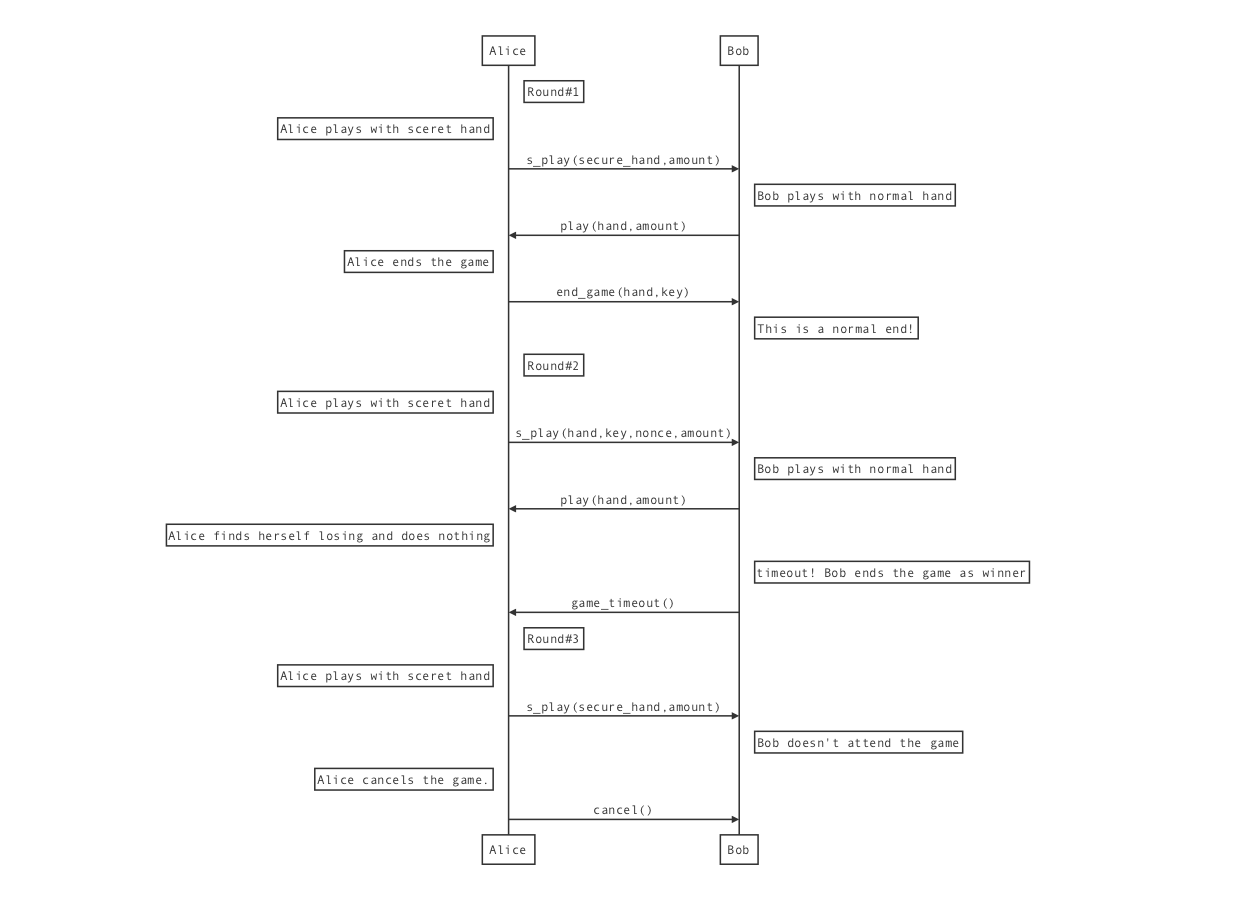 Alice
Bob
Round#1
Alice plays with sceret hand
s_play(secure_hand,amount)
Bob plays with normal hand
play(hand,amount)
Alice ends the game
end_game(hand,key)
This is a normal end!
Round#2
Alice plays with sceret hand
s_play(hand,key,nonce,amount)
Bob plays with normal hand
play(hand,amount)
Alice finds herself losing and does nothing
timeout! Bob ends the game as winner
game_timeout()
Round#3
Alice plays with sceret hand
s_play(secure_hand,amount)
Bob doesn't attend the game
Alice cancels the game.
cancel()
Alice
Bob